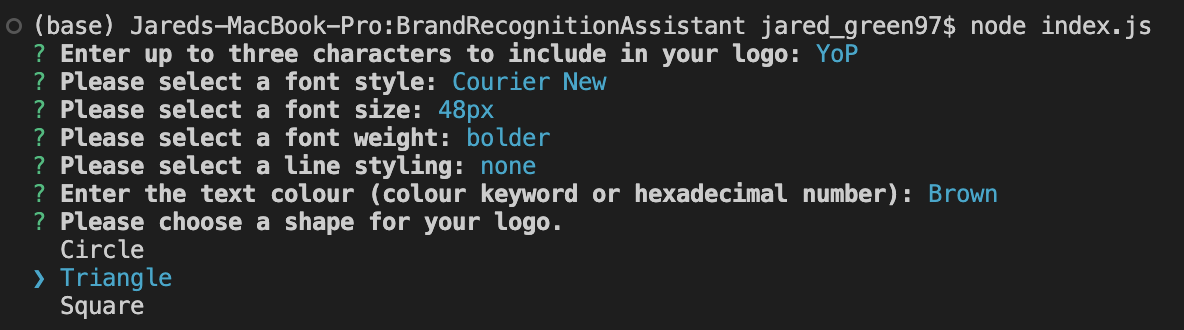 (base) Jareds-MacBook-Pro:BrandRecognitionAssistant jared_green97$ node index.js
? Enter up to three characters to include in your logo: YoP
? Please select a font style: Courier New
? Please select a font size: 48px
? Please select a font weight: bolder
? Please select a line styling: none
? Enter the text colour (colour keyword or hexadecimal number): Brown
? Please choose a shape for your logo.
Circle
❯ Triangle
Square